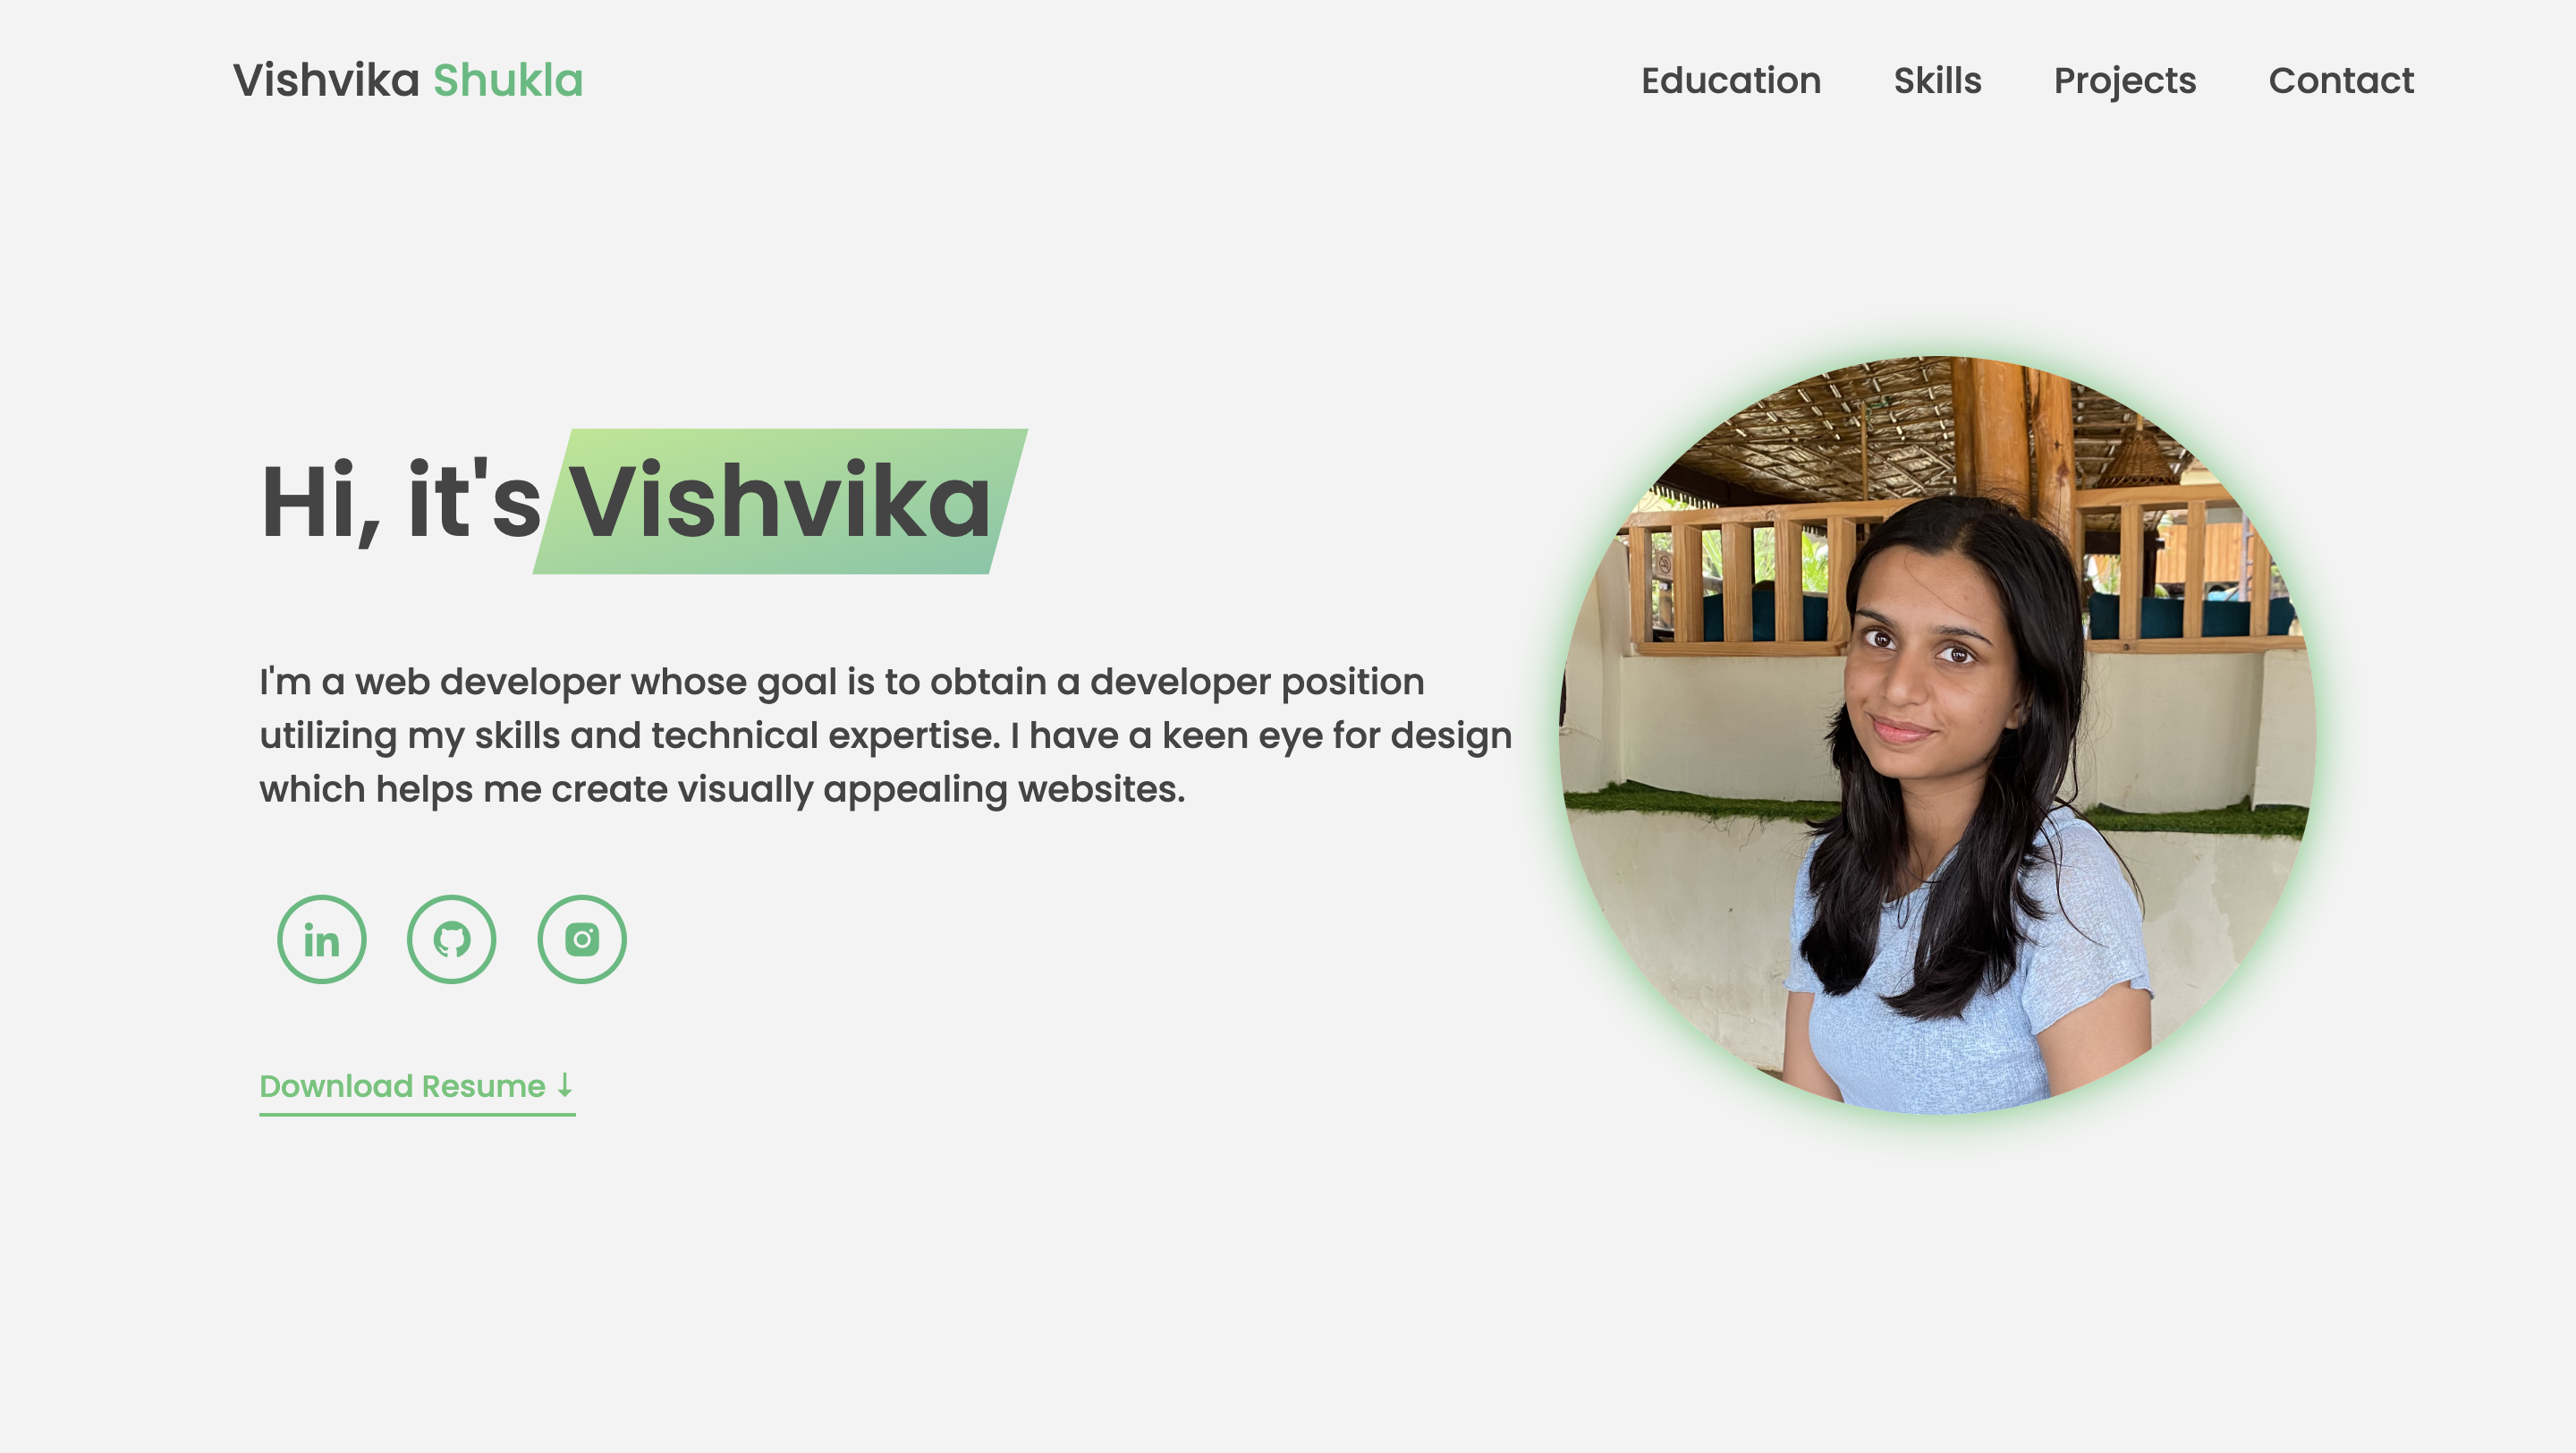 Vishvika Shukla
Education Skills Projects Contact
Hi, it's Vishvika
I'm a web developer whose goal is to obtain a developer position
utilizing my skills and technical expertise. I have a keen eye for design
which helps me create visually appealing websites.
in
Download Resume ↓